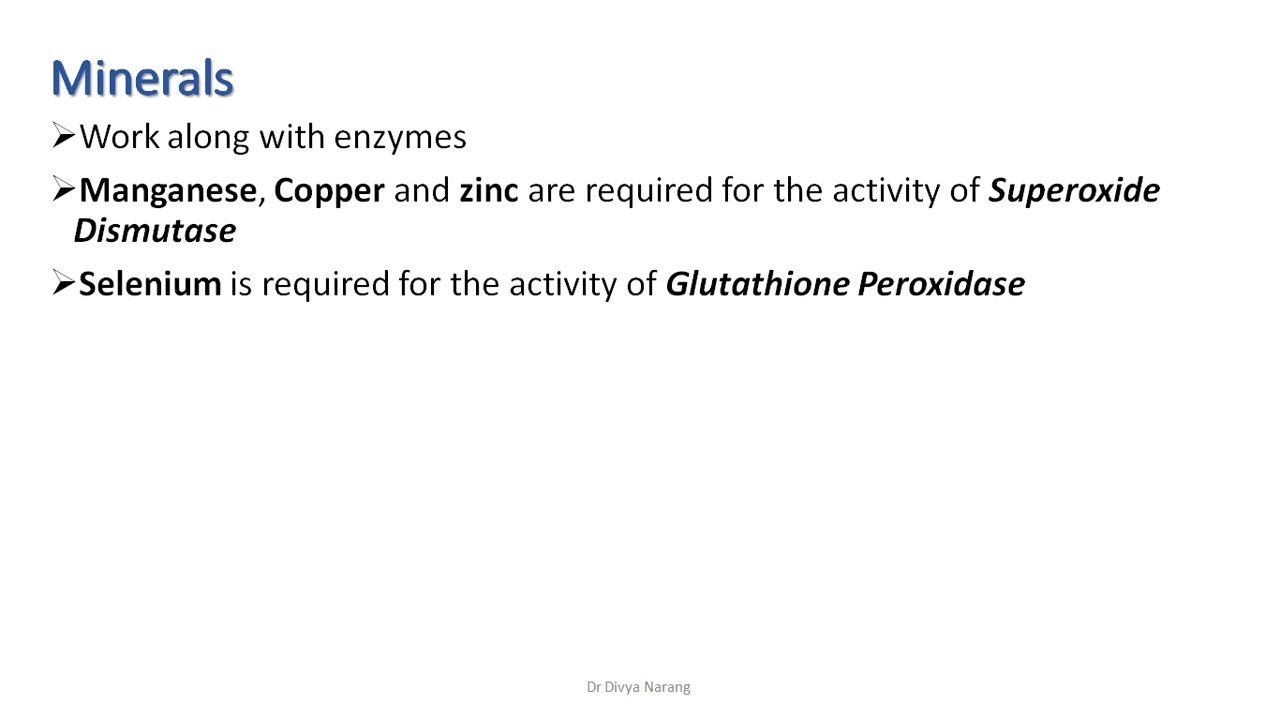 Minerals
➢Work along with enzymes
➢Manganese, Copper and zinc are required for the activity of Superoxide
Dismutase
➢Selenium is required for the activity of Glutathione Peroxidase
Dr Divya Narang